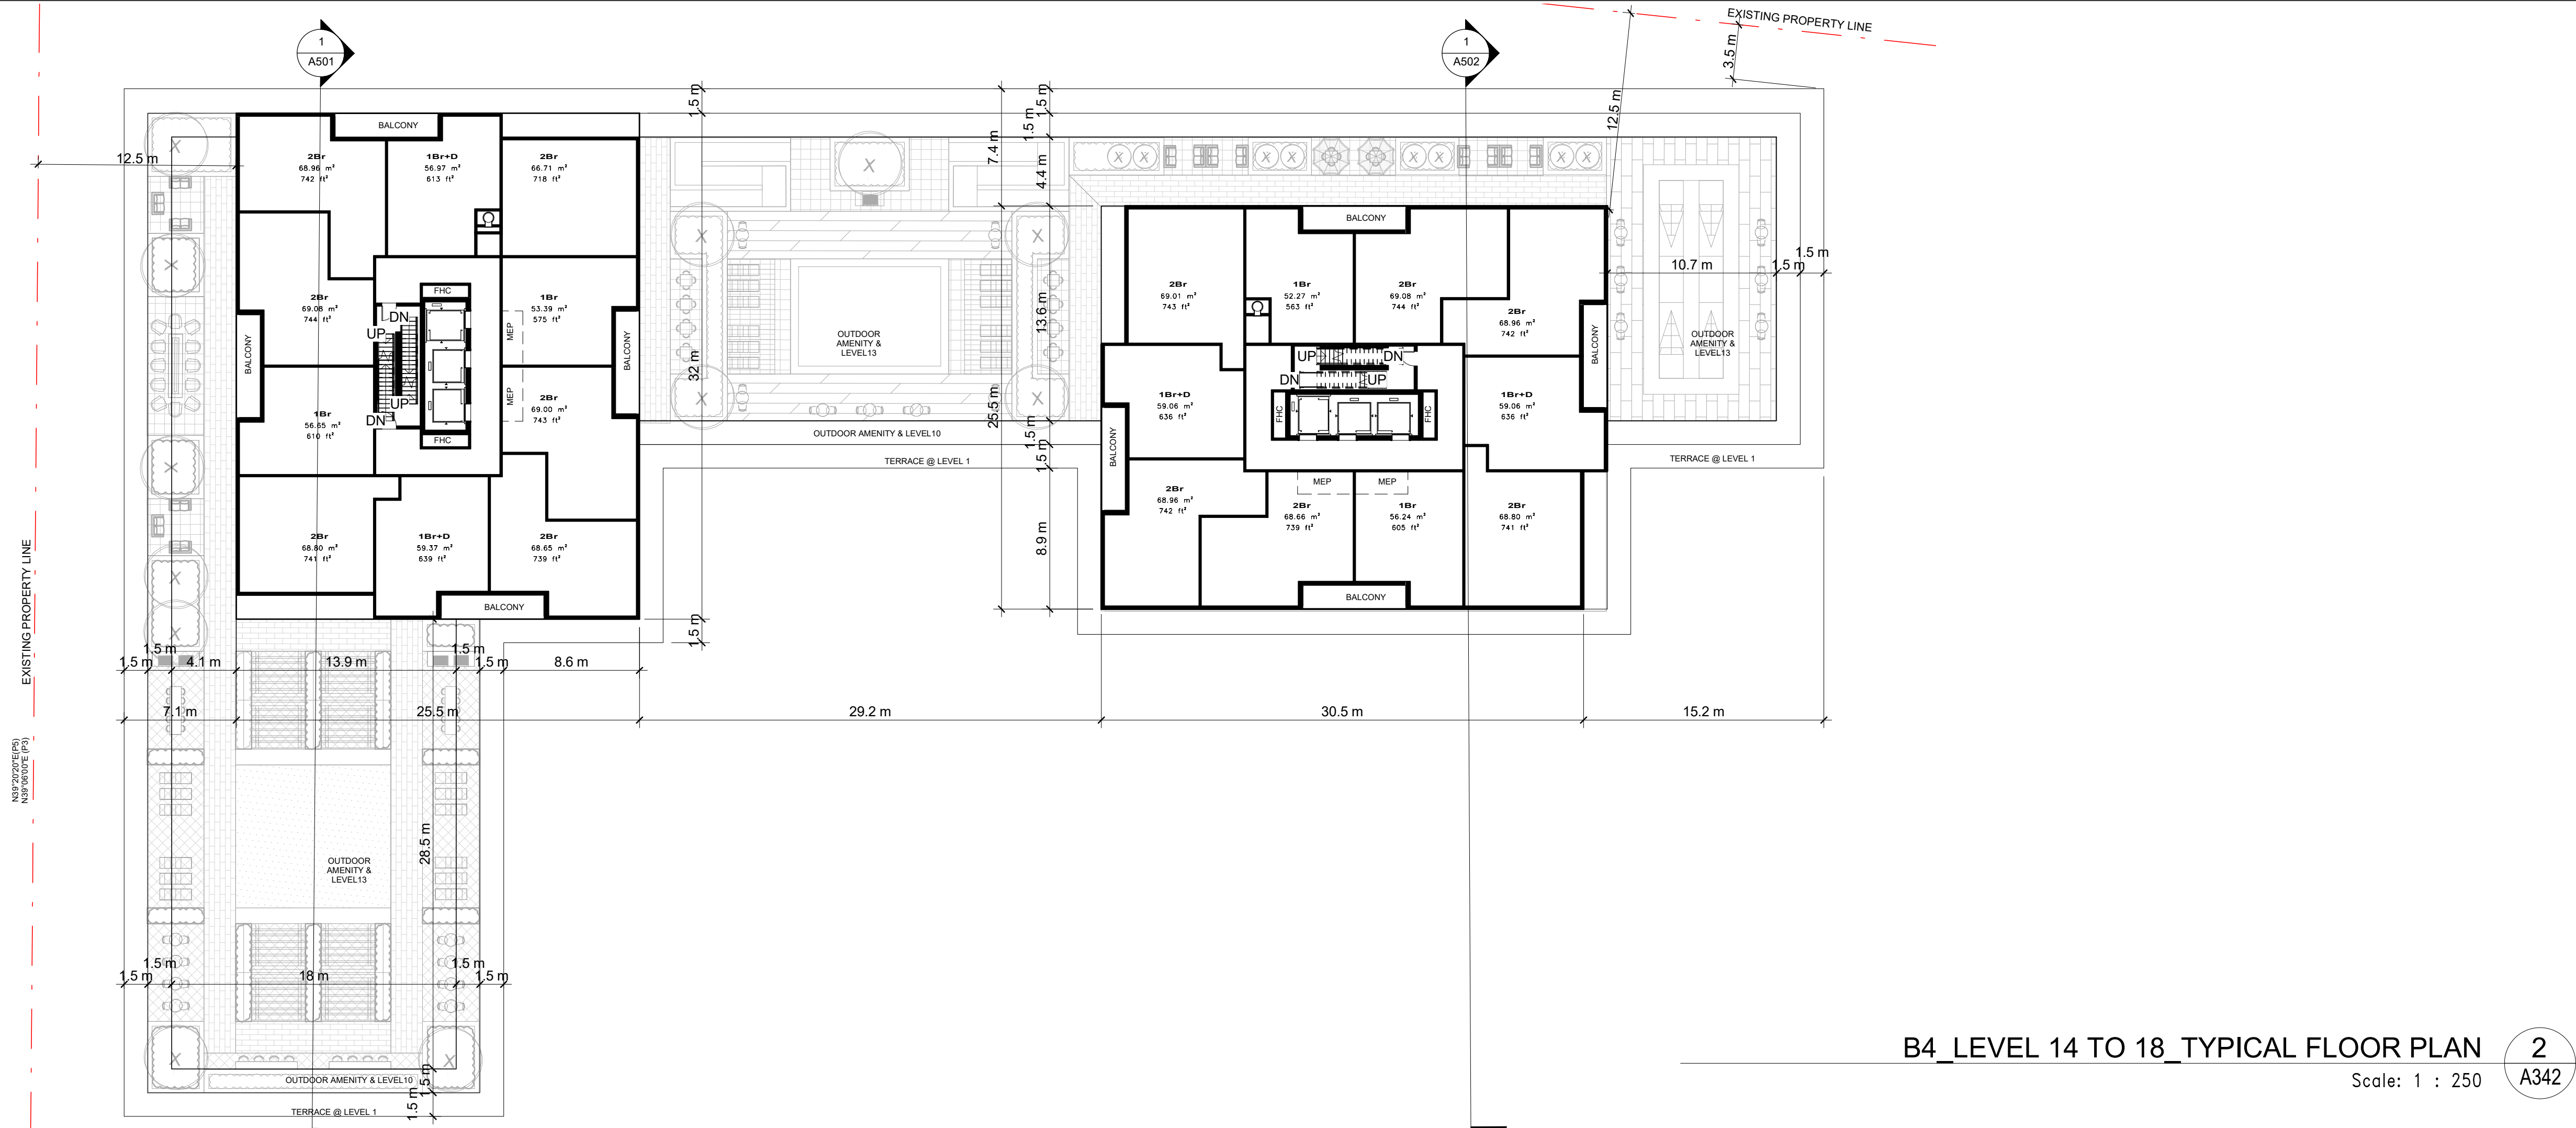 1
A501
1
A502
EXISTING PROPERTY LINE
3.5 m
12.5 m
12.5 m
1.5 m
7.4 m
1.5 m
1.5 m
4.4 m
BALCONY
2Br
68.96 m²
742 ft²
1Br+D
56.97 m²
613 ft²
2Br
66.71 m²
718 ft²
2Br
69.08 m²
744 ft²
1Br
53.39 m²
575 ft²
FHC
DN
UP
UP
DN
FHC
MEP
MEP
BALCONY
BALCONY
1Br
56.65 m²
610 ft²
2Br
69.00 m²
743 ft²
2Br
68.80 m²
741 ft²
1Br+D
59.37 m²
639 ft²
2Br
68.65 m²
739 ft²
BALCONY
32 m
1.5 m
OUTDOOR
AMENITY &
LEVEL13
OUTDOOR AMENITY & LEVEL10
TERRACE @ LEVEL 1
25.5 m
13.6 m
1.5 m
1.5 m
8.9 m
BALCONY
2Br
69.01 m²
743 ft²
1Br
52.27 m²
563 ft²
2Br
69.08 m²
744 ft²
2Br
68.96 m²
742 ft²
BALCONY
UP
DN
DN
UP
FHC
FHC
1Br+D
59.06 m²
636 ft²
1Br+D
59.06 m²
636 ft²
BALCONY
MEP
MEP
2Br
68.96 m²
742 ft²
2Br
68.66 m²
739 ft²
1Br
56.24 m²
605 ft²
2Br
68.80 m²
741 ft²
BALCONY
10.7 m
1.5 m
1.5 m
OUTDOOR
AMENITY &
LEVEL13
TERRACE @ LEVEL 1
EXISTING PROPERTY LINE
N39°20'20"E(P5)
N39°06'00"E (P3)
1.5 m
1.5 m
4.1 m
13.9 m
1.5 m
1.5 m
8.6 m
7.1 m
25.5 m
29.2 m
30.5 m
15.2 m
28.5 m
OUTDOOR
AMENITY &
LEVEL13
1.5 m
1.5 m
18 m
1.5 m
1.5 m
OUTDOOR AMENITY & LEVEL10
1.5 m
1.5 m
TERRACE @ LEVEL 1
B4_LEVEL 14 TO 18_TYPICAL FLOOR PLAN
Scale: 1 : 250
2
A342